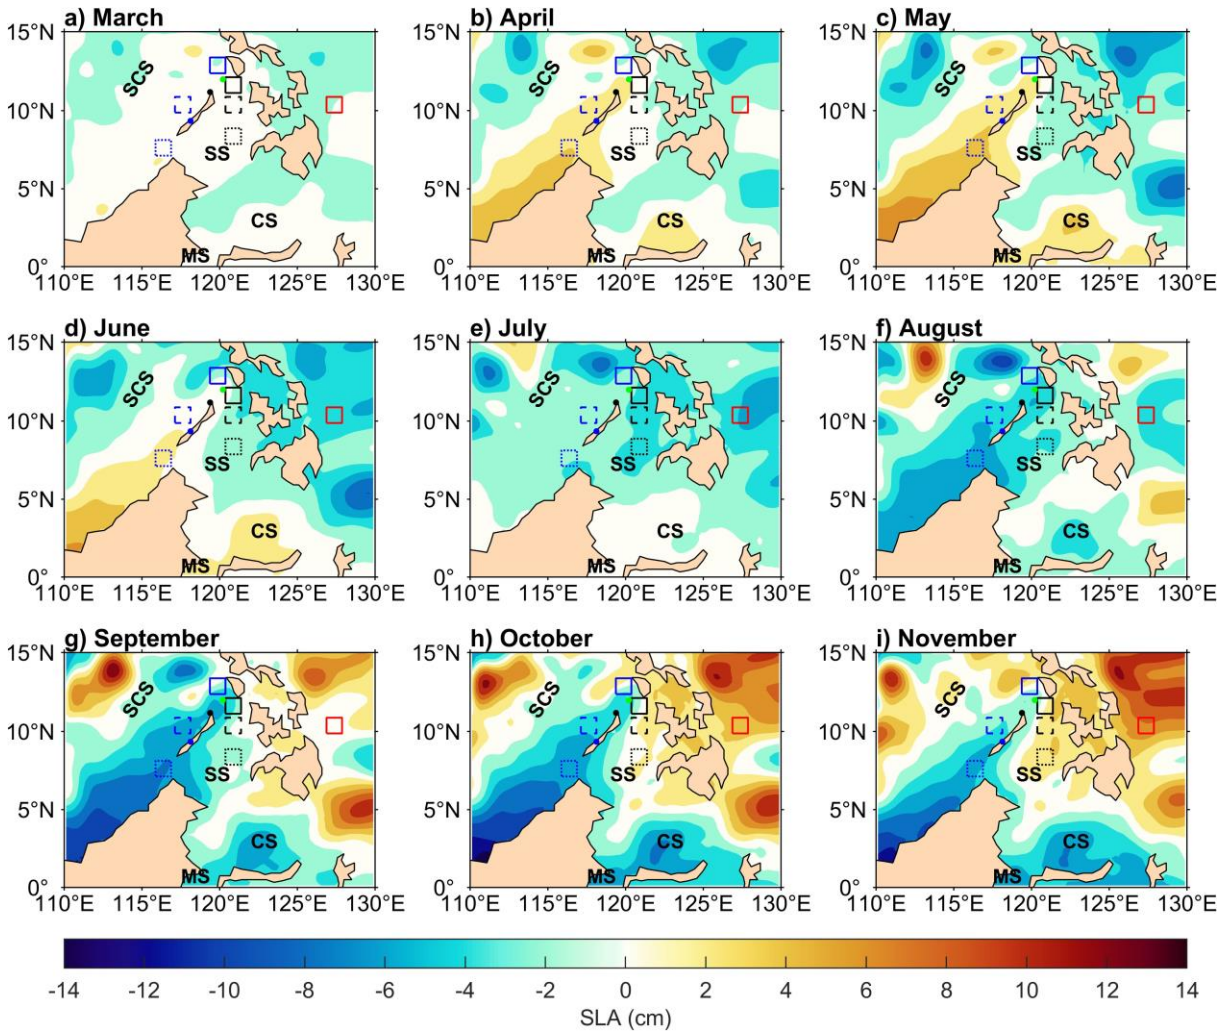 a) March
b) April
c) May
15°N
10°N
5°N
0°
SCS
SS
CS
MS
110°E 115°E 120°E 125°E 130°E
15°N
10°N
5°N
0°
SCS
SS
CS
MS
110°E 115°E 120°E 125°E 130°E
15°N
10°N
5°N
0°
SCS
SS
CS
MS
110°E 115°E 120°E 125°E 130°E
d) June
e) July
f) August
15°N
10°N
5°N
0°
SCS
SS
CS
MS
110°E 115°E 120°E 125°E 130°E
15°N
10°N
5°N
0°
SCS
SS
CS
MS
110°E 115°E 120°E 125°E 130°E
15°N
10°N
5°N
0°
SCS
SS
CS
MS
110°E 115°E 120°E 125°E 130°E
g) September
h) October
i) November
15°N
10°N
5°N
0°
SCS
SS
CS
MS
110°E 115°E 120°E 125°E 130°E
15°N
10°N
5°N
0°
SCS
SS
CS
MS
110°E 115°E 120°E 125°E 130°E
15°N
10°N
5°N
0°
SCS
SS
CS
MS
110°E 115°E 120°E 125°E 130°E
-14 -12 -10 -8 -6 -4 -2 0 2 4 6 8 10 12 14
SLA (cm)